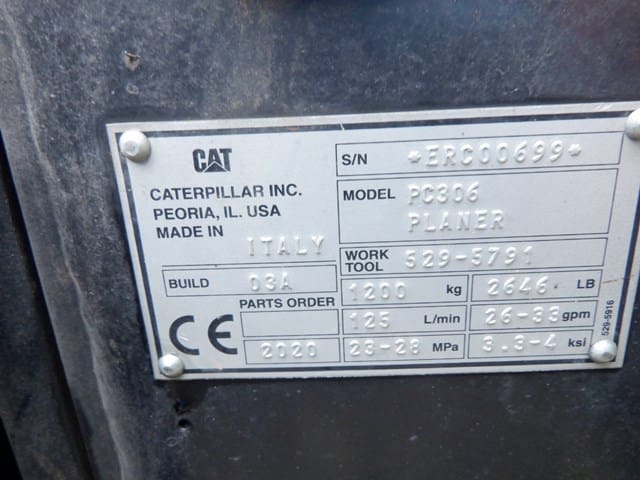 CAT
CATERPILLAR INC.
PEORIA, IL. USA
MADE IN
ITALY
BUILD 03A
PARTS ORDER
CE
2020
S/N *ERC00699*
MODEL PC306
PLANER
WORK TOOL 529-5791
1200 kg 2646 LB
125 L/min 26-33 gpm
23-28 MPa 3.3-4 ksi
529-5916